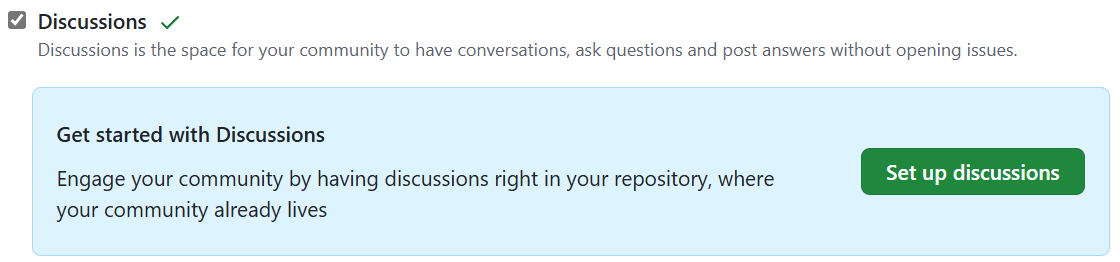 Discussions
Discussions is the space for your community to have conversations, ask questions and post answers without opening issues.
Get started with Discussions
Engage your community by having discussions right in your repository, where
your community already lives
Set up discussions